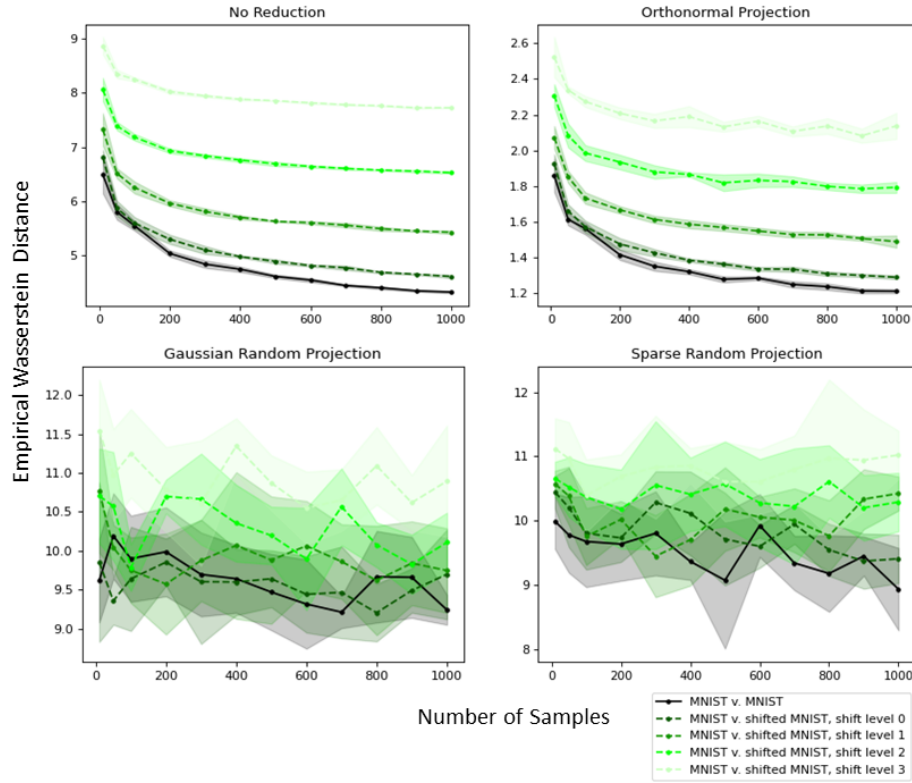 No Reduction
Orthonormal Projection
9
8
7
6
5
0 200 400 600 800 1000
2.6
2.4
2.2
2.0
1.8
1.6
1.4
1.2
0 200 400 600 800 1000
Empirical Wasserstein Distance
Gaussian Random Projection
Sparse Random Projection
12.0
11.5
11.0
10.5
10.0
9.5
9.0
0 200 400 600 800 1000
12
11
10
9
8
0 200 400 600 800 1000
Number of Samples
MNIST v. MNIST
MNIST v. shifted MNIST, shift level 0
MNIST v. shifted MNIST, shift level 1
MNIST v. shifted MNIST, shift level 2
MNIST v. shifted MNIST, shift level 3